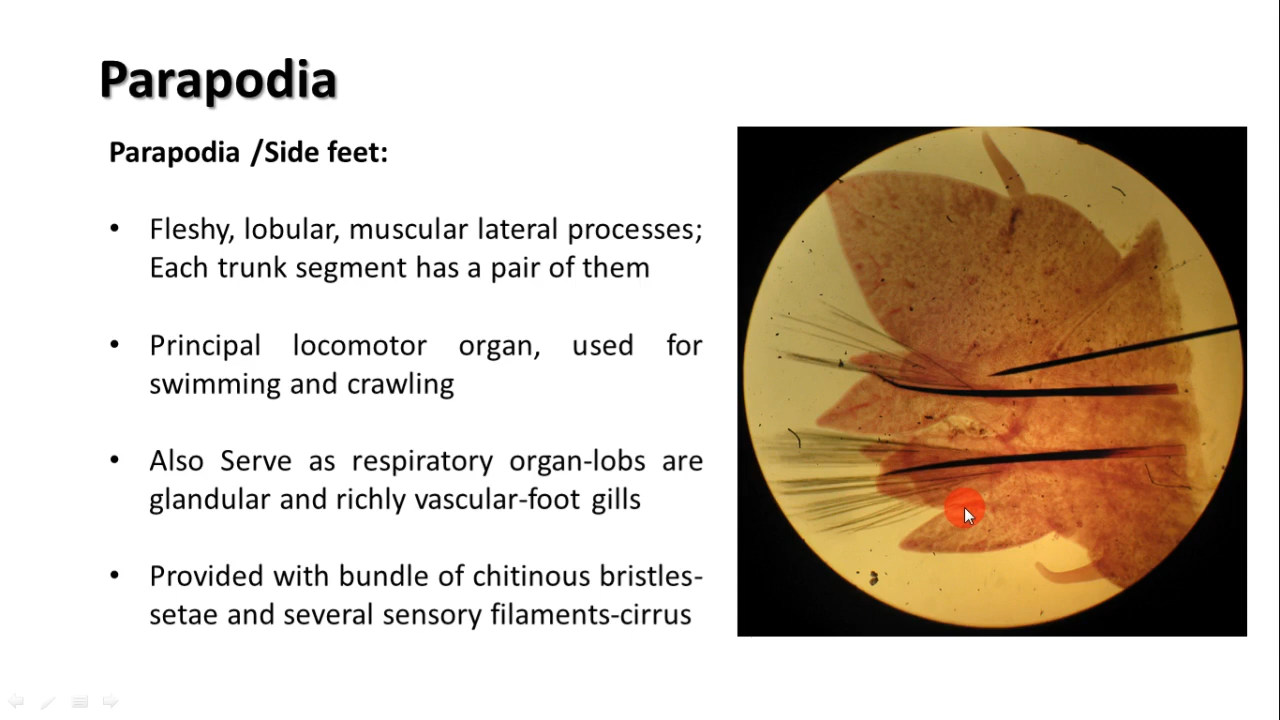 Parapodia
Parapodia /Side feet:
• Fleshy, lobular, muscular lateral processes;
Each trunk segment has a pair of them
• Principal locomotor organ, used for
swimming and crawling
• Also Serve as respiratory organ-lobs are
glandular and richly vascular-foot gills
• Provided with bundle of chitinous bristles-
setae and several sensory filaments-cirrus